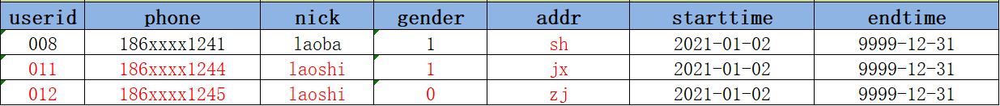 userid phone nick gender addr starttime endtime
008 186xxxx1241 laoba 1 sh 2021-01-02 9999-12-31
011 186xxxx1244 laoshi 1 jx 2021-01-02 9999-12-31
012 186xxxx1245 laoshi 0 zj 2021-01-02 9999-12-31